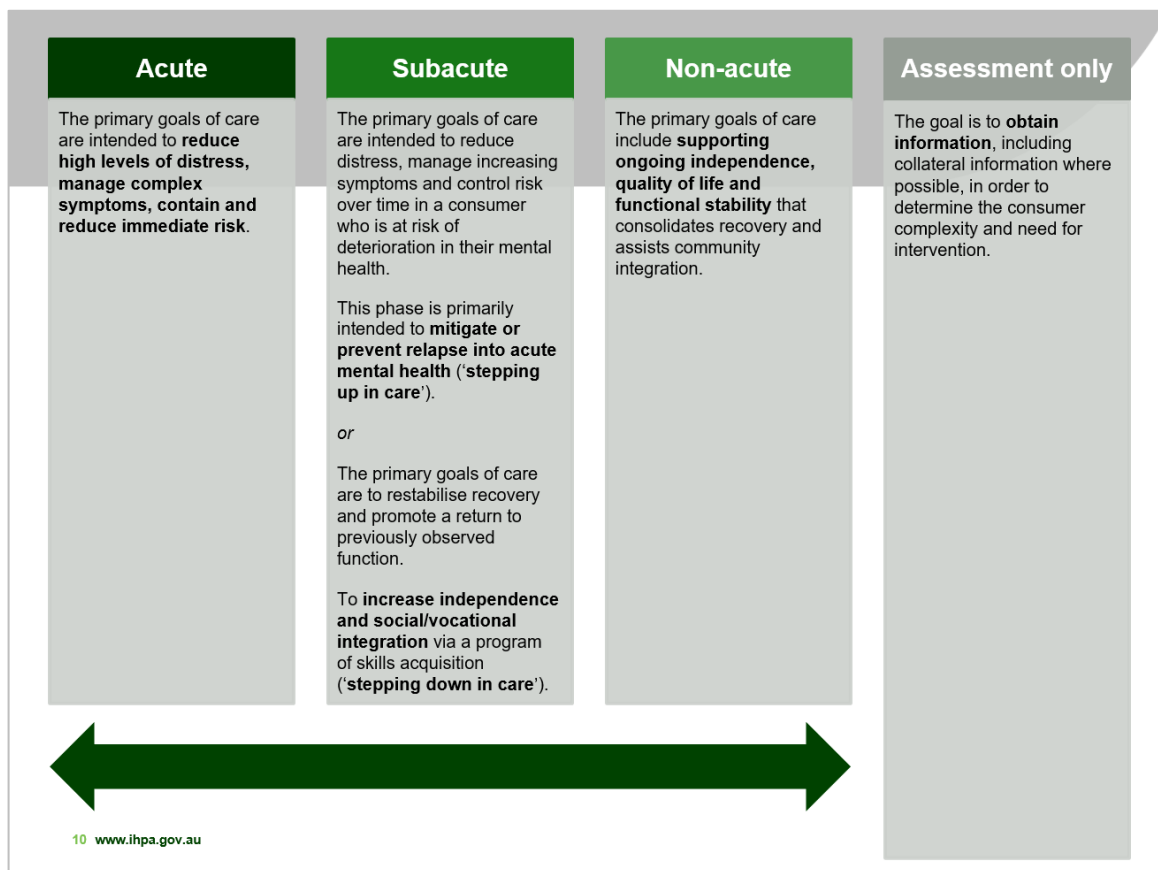 Acute
The primary goals of care
are intended to reduce
high levels of distress,
manage complex
symptoms, contain and
reduce immediate risk.
Subacute
The primary goals of care
are intended to reduce
distress, manage increasing
symptoms and control risk
over time in a consumer
who is at risk of
deterioration in their mental
health.
This phase is primarily
intended to mitigate or
prevent relapse into acute
mental health (‘stepping
up in care’).
or
The primary goals of care
are to restabilise recovery
and promote a return to
previously observed
function.
To increase independence
and social/vocational
integration via a program
of skills acquisition
(‘stepping down in care’).
Non-acute
The primary goals of care
include supporting
ongoing independence,
quality of life and
functional stability that
consolidates recovery and
assists community
integration.
Assessment only
The goal is to obtain
information, including
collateral information where
possible, in order to
determine the consumer
complexity and need for
intervention.
10 www.ihpa.gov.au